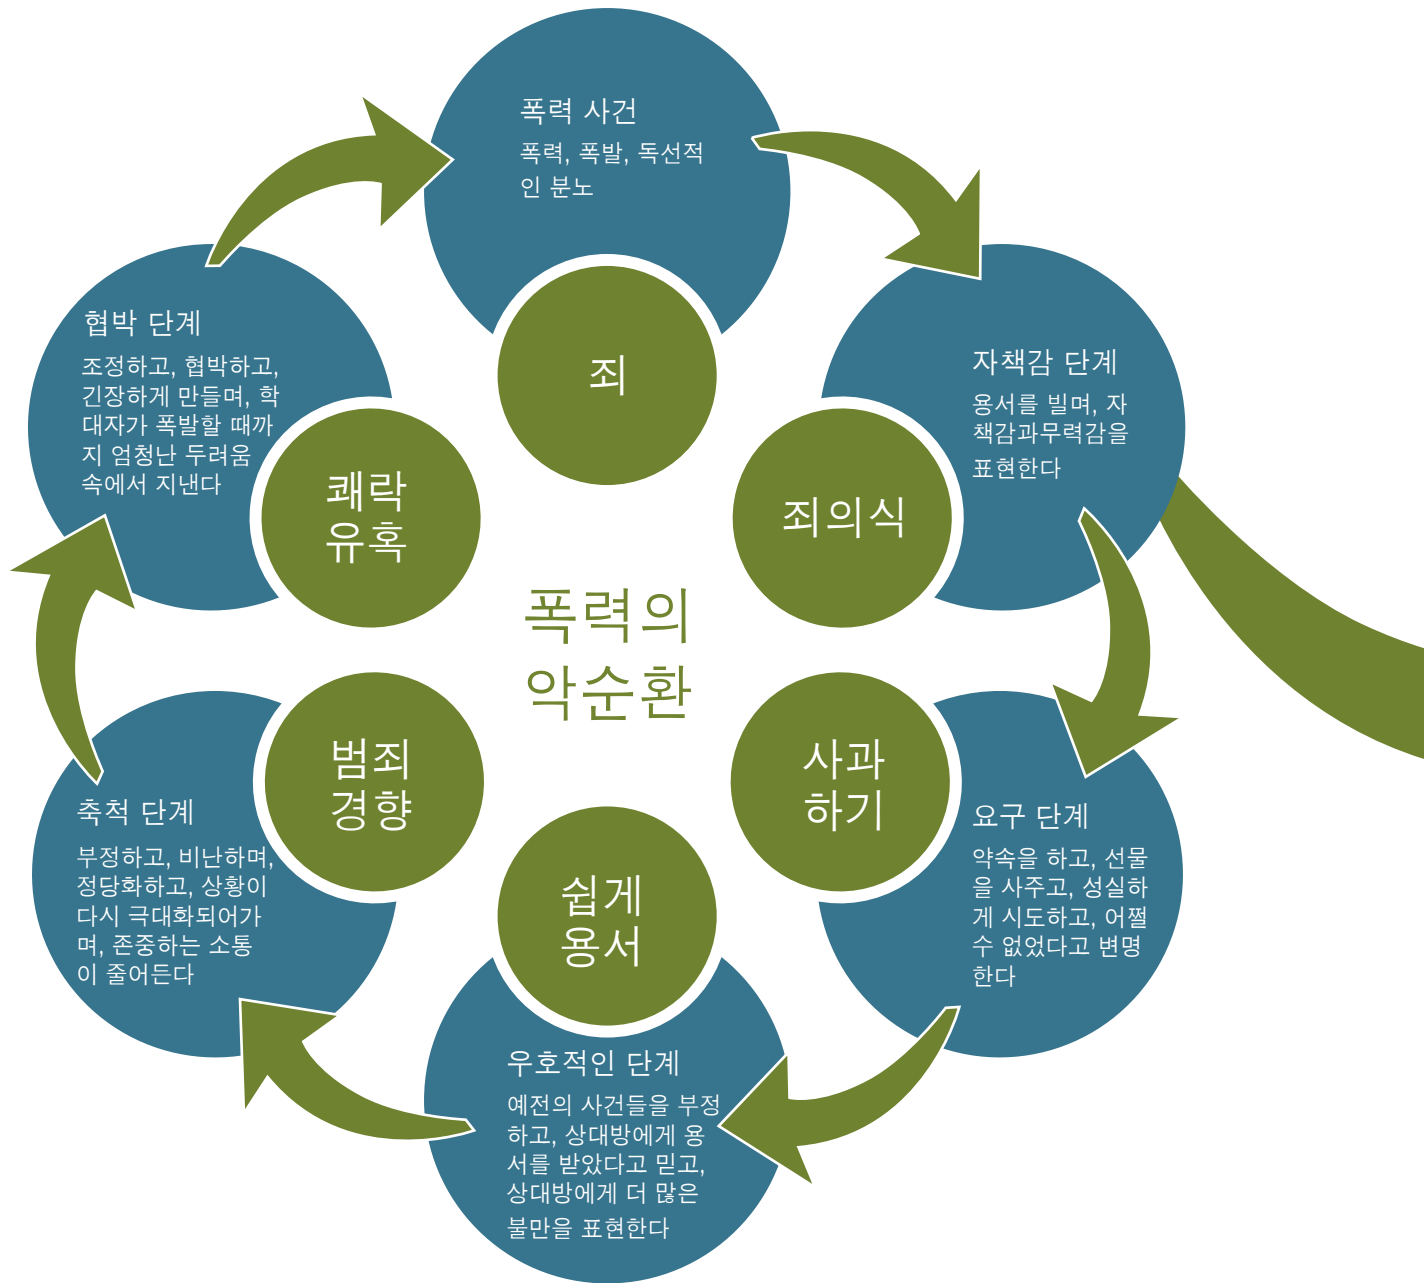 폭력 사건
폭력, 폭발, 독선적
인 분노
죄
자책감 단계
용서를 빌며, 자
책감과무력감을
표현한다
죄의식
요구 단계
약속을 하고, 선물
을 사주고, 성실하
게 시도하고, 어쩔
수 없었다고 변명
한다
사과
하기
우호적인 단계
예전의 사건들을 부정
하고, 상대방에게 용
서를 받았다고 믿고,
상대방에게 더 많은
불만을 표현한다
쉽게
용서
축척 단계
부정하고, 비난하며,
정당화하고, 상황이
다시 극대화되어가
며, 존중하는 소통
이 줄어든다
범죄
경향
협박 단계
조정하고, 협박하고,
긴장하게 만들며, 학
대자가 폭발할 때까
지 엄청난 두려움
속에서 지낸다
쾌락
유혹
폭력의
악순환